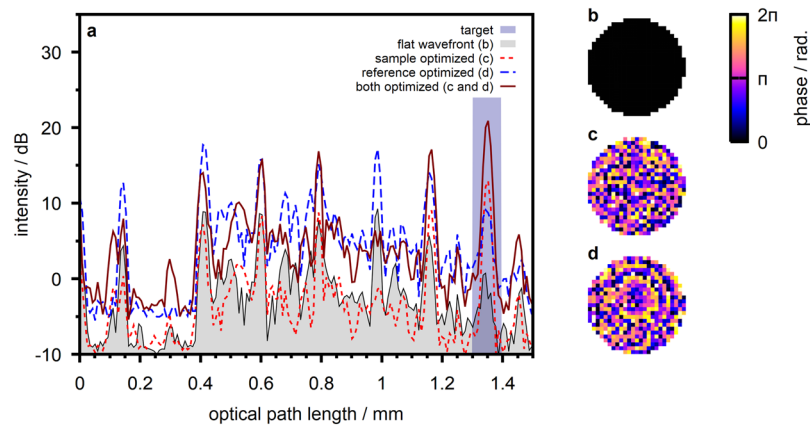 a
target
flat wavefront (b)
sample optimized (c)
reference optimized (d)
both optimized (c and d)
30
20
10
0
-10
intensity / dB
0 0.2 0.4 0.6 0.8 1 1.2 1.4
optical path length / mm
b
c
d
2π
π
0
phase / rad.